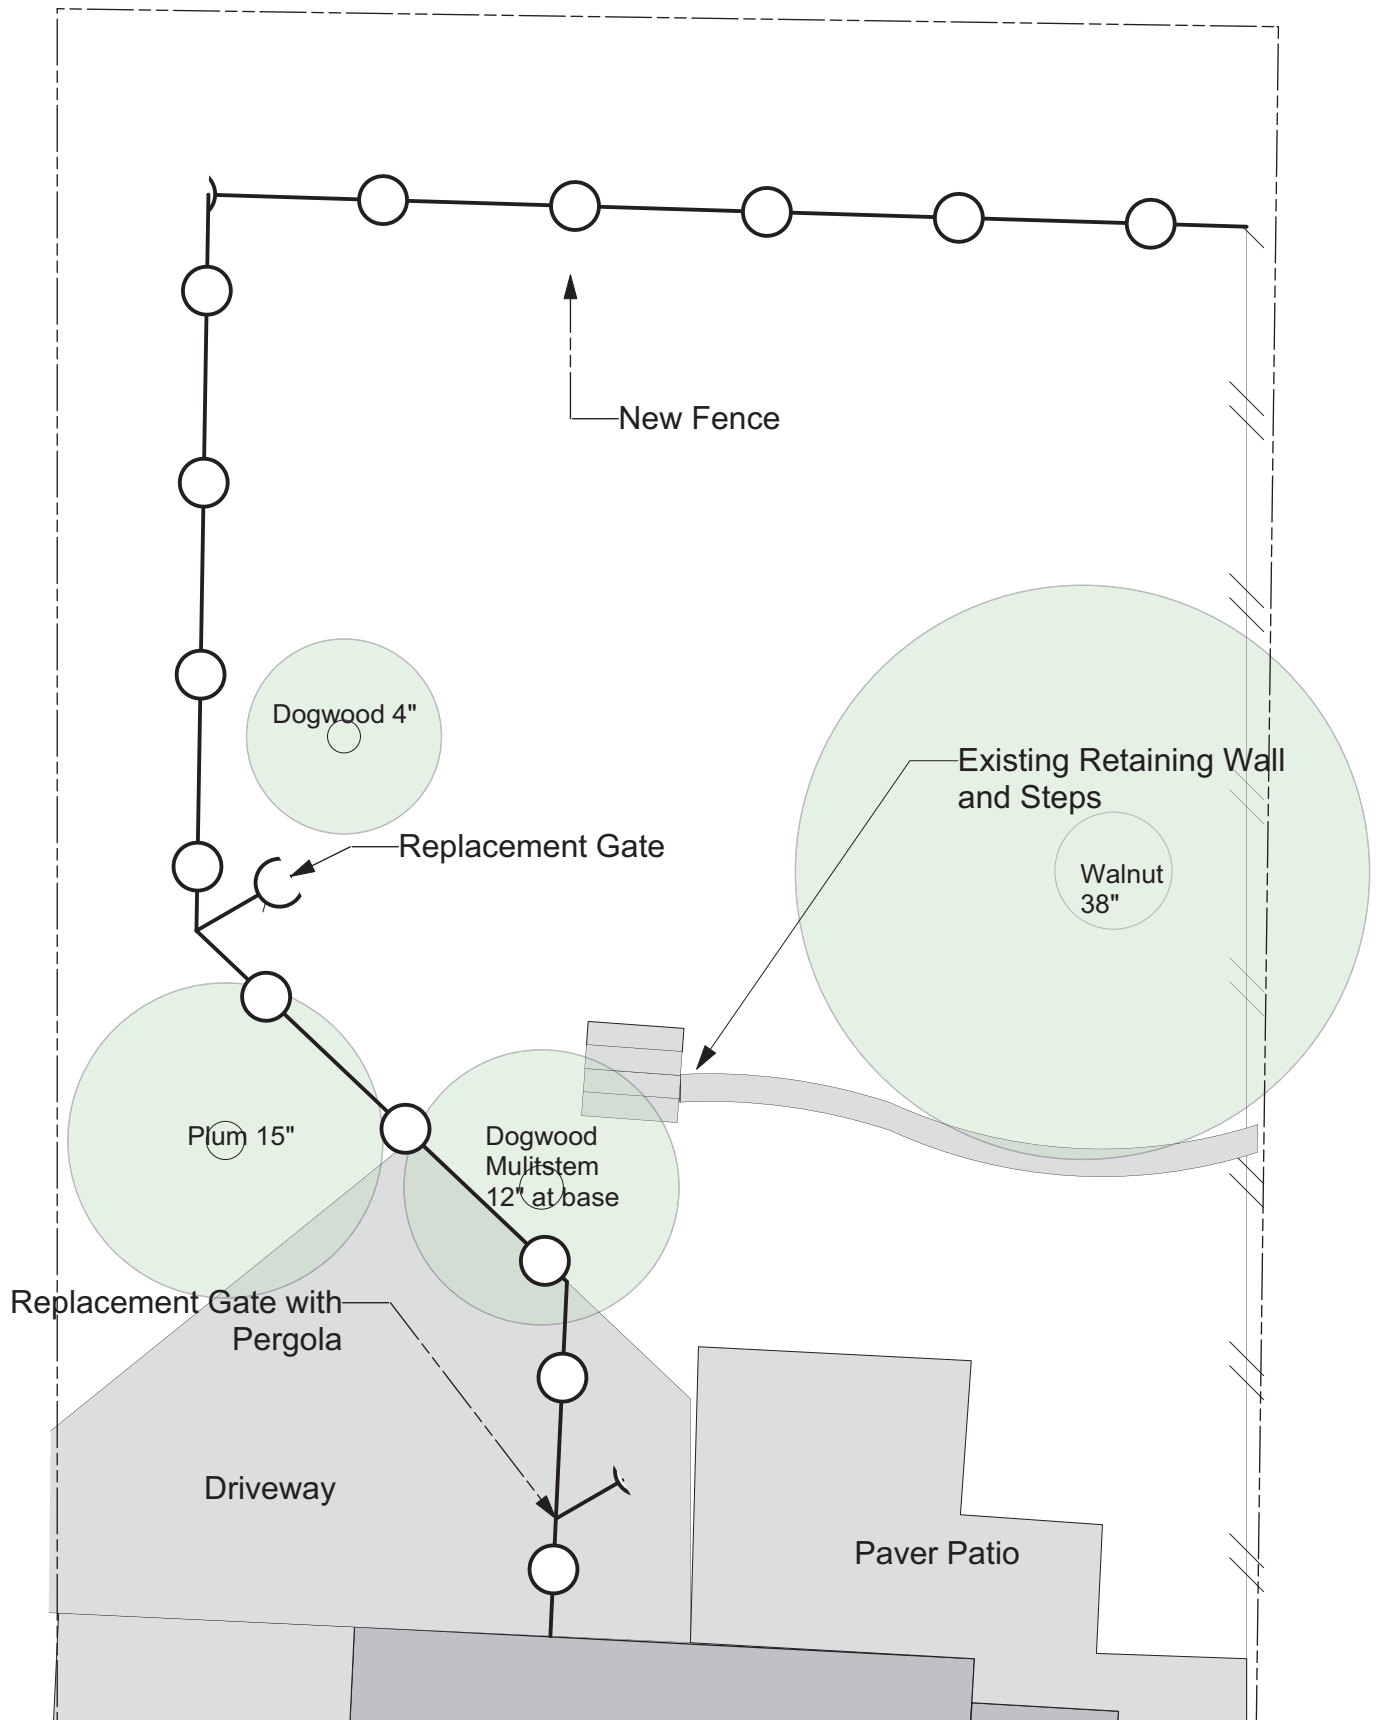 New Fence
Dogwood 4"
Existing Retaining Wall
and Steps
Replacement Gate
Walnut
38"
Plum 15"
Dogwood
Mulitstem
12" at base
Replacement Gate with
Pergola
Driveway
Paver Patio